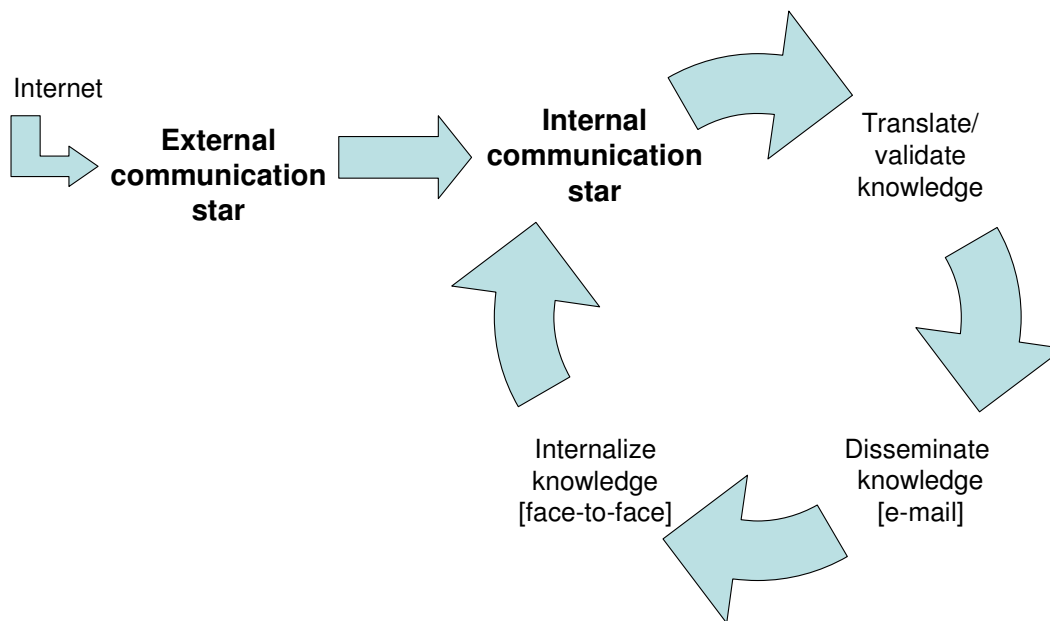 Internet
External
communication
star
Internal
communication
star
Translate/
validate
knowledge
Disseminate
knowledge
[e-mail]
Internalize
knowledge
[face-to-face]